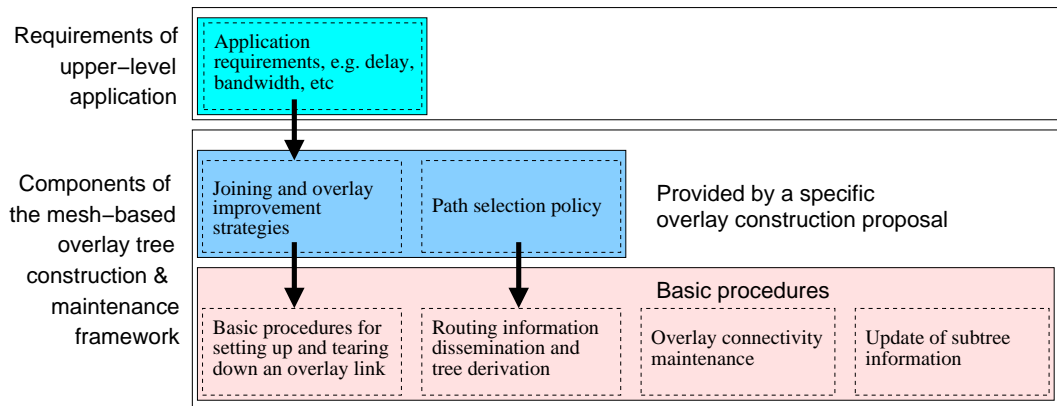 Requirements of
upper−level
application
Application
requirements, e.g. delay,
bandwidth, etc
Components of
the mesh−based
overlay tree
construction &
maintenance
framework
Joining and overlay
improvement
strategies
Path selection policy
Provided by a specific
overlay construction proposal
Basic procedures
Basic procedures for
setting up and tearing
down an overlay link
Routing information
dissemination and
tree derivation
Overlay connectivity
maintenance
Update of subtree
information